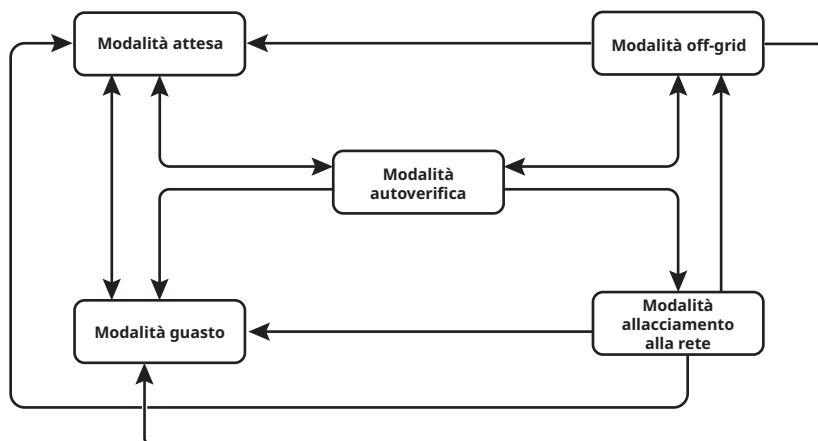 Modalità attesa
Modalità off-grid
Modalità
autoverifica
Modalità guasto
Modalità
allacciamento
alla rete